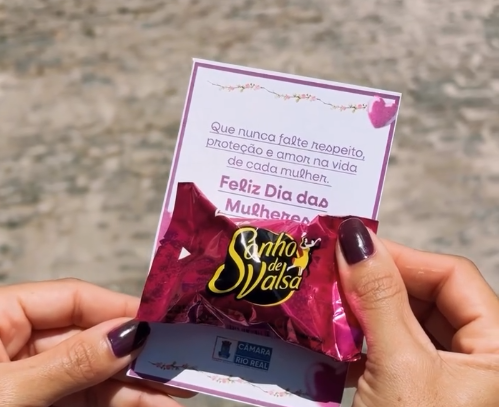 Que nunca falte respeito,
proteção e amor na vida
de cada mulher.
Feliz Dia das
Mulheres
Sonho
de
Valsa
CÂMARA
RIO REAL